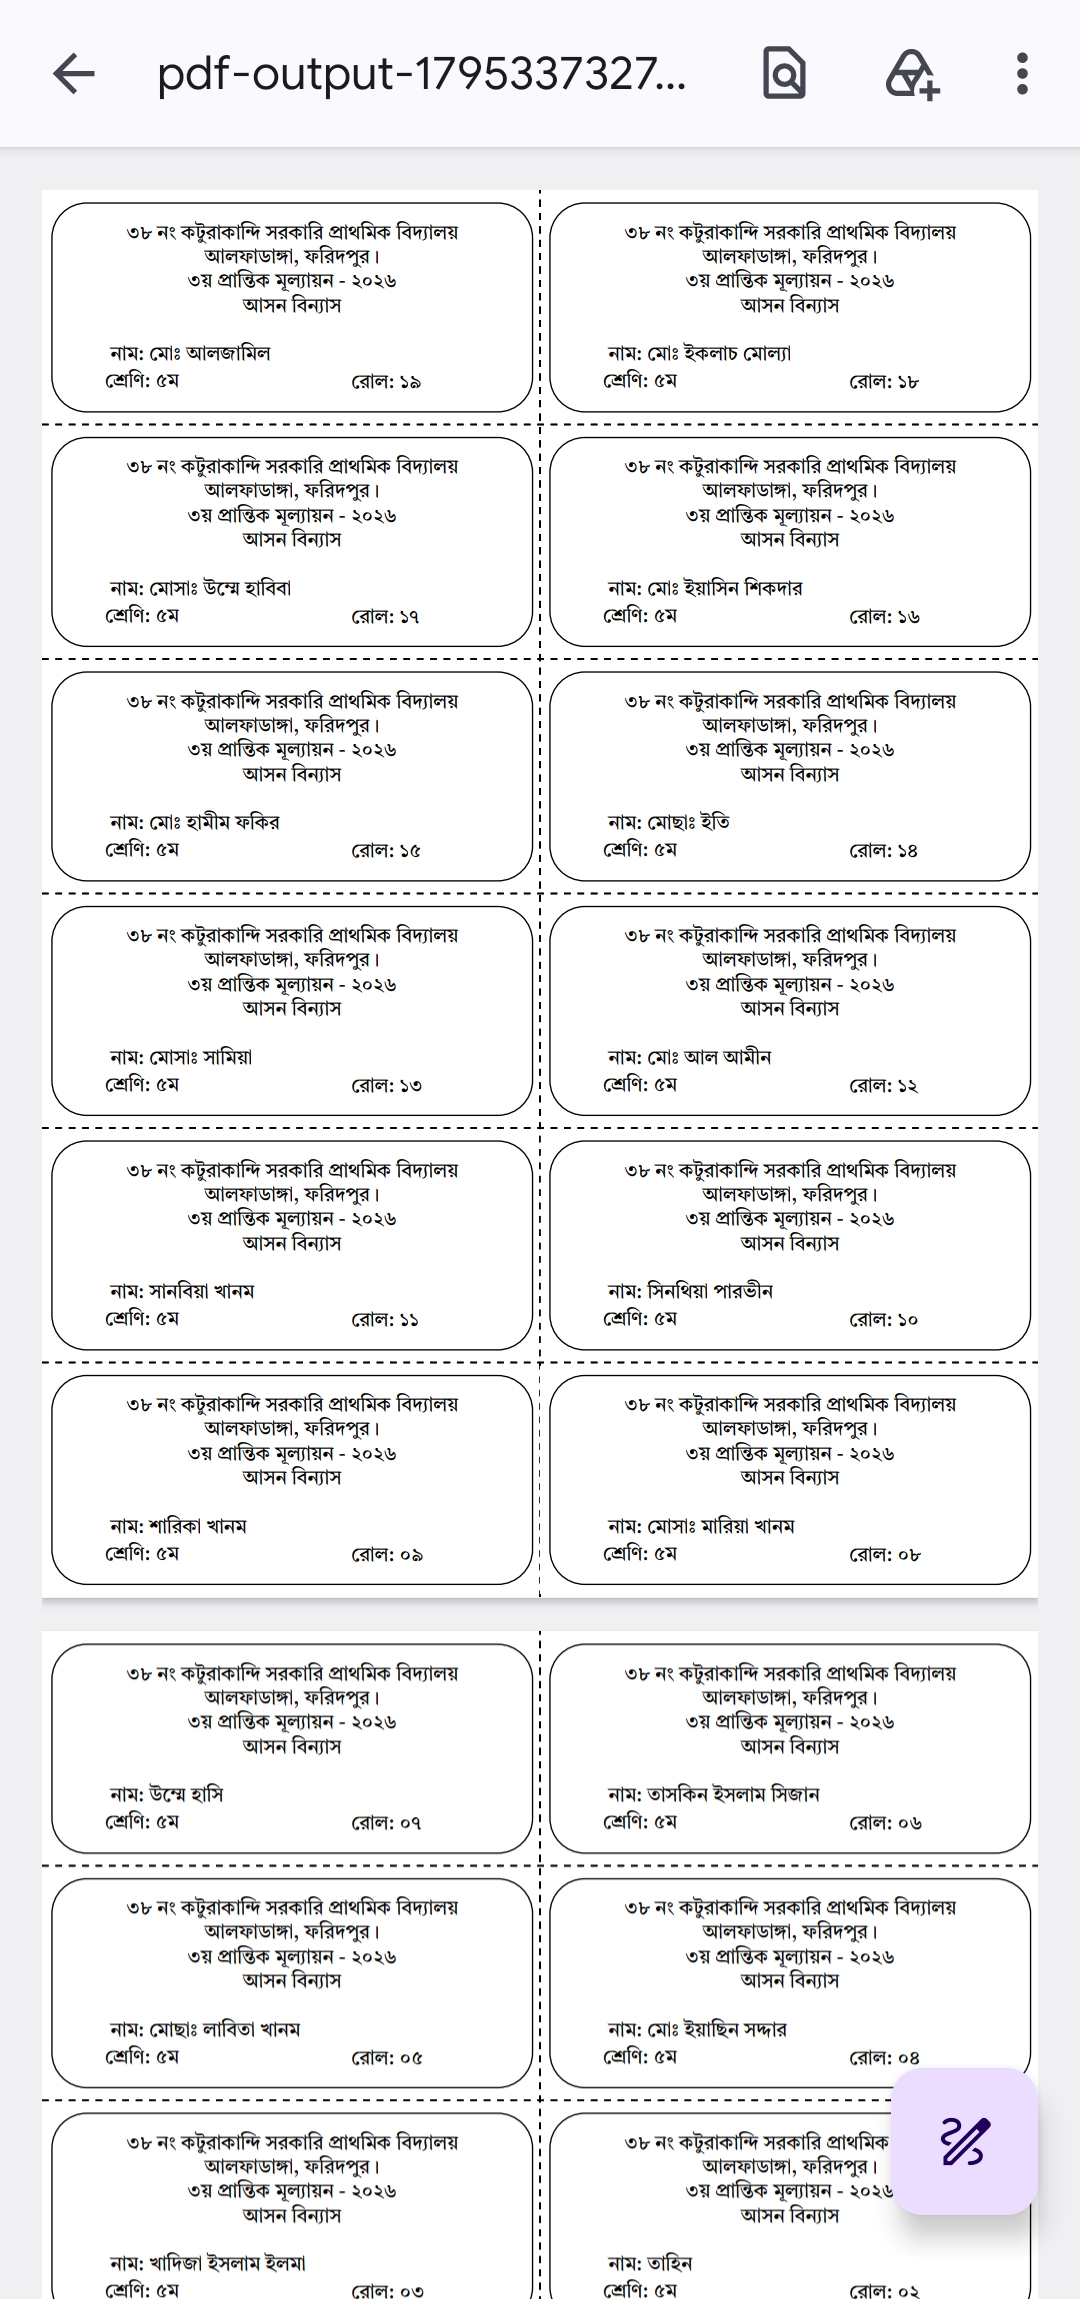 pdf-output-1795337327...
৩৮ নং কটুরাকান্দি সরকারি প্রাথমিক বিদ্যালয়
আলফাডাঙ্গা, ফরিদপুর।
৩য় প্রান্তিক মূল্যায়ন - ২০২৬
আসন বিন্যাস
নাম: মোঃ আলজামিল
শ্রেণি: ৫ম রোল: ১৯
৩৮ নং কটুরাকান্দি সরকারি প্রাথমিক বিদ্যালয়
আলফাডাঙ্গা, ফরিদপুর।
৩য় প্রান্তিক মূল্যায়ন - ২০২৬
আসন বিন্যাস
নাম: মোঃ ইকলাচ মোল্যা
শ্রেণি: ৫ম রোল: ১৮
৩৮ নং কটুরাকান্দি সরকারি প্রাথমিক বিদ্যালয়
আলফাডাঙ্গা, ফরিদপুর।
৩য় প্রান্তিক মূল্যায়ন - ২০২৬
আসন বিন্যাস
নাম: মোসাঃ উম্মে হাবিবা
শ্রেণি: ৫ম রোল: ১৭
৩৮ নং কটুরাকান্দি সরকারি প্রাথমিক বিদ্যালয়
আলফাডাঙ্গা, ফরিদপুর।
৩য় প্রান্তিক মূল্যায়ন - ২০২৬
আসন বিন্যাস
নাম: মোঃ ইয়াসিন শিকদার
শ্রেণি: ৫ম রোল: ১৬
৩৮ নং কটুরাকান্দি সরকারি প্রাথমিক বিদ্যালয়
আলফাডাঙ্গা, ফরিদপুর।
৩য় প্রান্তিক মূল্যায়ন - ২০২৬
আসন বিন্যাস
নাম: মোঃ হামীম ফকির
শ্রেণি: ৫ম রোল: ১৫
৩৮ নং কটুরাকান্দি সরকারি প্রাথমিক বিদ্যালয়
আলফাডাঙ্গা, ফরিদপুর।
৩য় প্রান্তিক মূল্যায়ন - ২০২৬
আসন বিন্যাস
নাম: মোছাঃ ইতি
শ্রেণি: ৫ম রোল: ১৪
৩৮ নং কটুরাকান্দি সরকারি প্রাথমিক বিদ্যালয়
আলফাডাঙ্গা, ফরিদপুর।
৩য় প্রান্তিক মূল্যায়ন - ২০২৬
আসন বিন্যাস
নাম: মোসাঃ সামিয়া
শ্রেণি: ৫ম রোল: ১৩
৩৮ নং কটুরাকান্দি সরকারি প্রাথমিক বিদ্যালয়
আলফাডাঙ্গা, ফরিদপুর।
৩য় প্রান্তিক মূল্যায়ন - ২০২৬
আসন বিন্যাস
নাম: মোঃ আল আমীন
শ্রেণি: ৫ম রোল: ১২
৩৮ নং কটুরাকান্দি সরকারি প্রাথমিক বিদ্যালয়
আলফাডাঙ্গা, ফরিদপুর।
৩য় প্রান্তিক মূল্যায়ন - ২০২৬
আসন বিন্যাস
নাম: সানবিয়া খানম
শ্রেণি: ৫ম রোল: ১১
৩৮ নং কটুরাকান্দি সরকারি প্রাথমিক বিদ্যালয়
আলফাডাঙ্গা, ফরিদপুর।
৩য় প্রান্তিক মূল্যায়ন - ২০২৬
আসন বিন্যাস
নাম: সিনথিয়া পারভীন
শ্রেণি: ৫ম রোল: ১০
৩৮ নং কটুরাকান্দি সরকারি প্রাথমিক বিদ্যালয়
আলফাডাঙ্গা, ফরিদপুর।
৩য় প্রান্তিক মূল্যায়ন - ২০২৬
আসন বিন্যাস
নাম: শারিকা খানম
শ্রেণি: ৫ম রোল: ০৯
৩৮ নং কটুরাকান্দি সরকারি প্রাথমিক বিদ্যালয়
আলফাডাঙ্গা, ফরিদপুর।
৩য় প্রান্তিক মূল্যায়ন - ২০২৬
আসন বিন্যাস
নাম: মোসাঃ মারিয়া খানম
শ্রেণি: ৫ম রোল: ০৮
৩৮ নং কটুরাকান্দি সরকারি প্রাথমিক বিদ্যালয়
আলফাডাঙ্গা, ফরিদপুর।
৩য় প্রান্তিক মূল্যায়ন - ২০২৬
আসন বিন্যাস
নাম: উম্মে হাসি
শ্রেণি: ৫ম রোল: ০৭
৩৮ নং কটুরাকান্দি সরকারি প্রাথমিক বিদ্যালয়
আলফাডাঙ্গা, ফরিদপুর।
৩য় প্রান্তিক মূল্যায়ন - ২০২৬
আসন বিন্যাস
নাম: তাসকিন ইসলাম সিজান
শ্রেণি: ৫ম রোল: ০৬
৩৮ নং কটুরাকান্দি সরকারি প্রাথমিক বিদ্যালয়
আলফাডাঙ্গা, ফরিদপুর।
৩য় প্রান্তিক মূল্যায়ন - ২০২৬
আসন বিন্যাস
নাম: মোছাঃ লাবিতা খানম
শ্রেণি: ৫ম রোল: ০৫
৩৮ নং কটুরাকান্দি সরকারি প্রাথমিক বিদ্যালয়
আলফাডাঙ্গা, ফরিদপুর।
৩য় প্রান্তিক মূল্যায়ন - ২০২৬
আসন বিন্যাস
নাম: মোঃ ইয়াছিন সদ্দার
শ্রেণি: ৫ম রোল: ০৪
৩৮ নং কটুরাকান্দি সরকারি প্রাথমিক বিদ্যালয়
আলফাডাঙ্গা, ফরিদপুর।
৩য় প্রান্তিক মূল্যায়ন - ২০২৬
আসন বিন্যাস
নাম: খাদিজা ইসলাম ইলমা
শ্রেণি: ৫ম রোল: ০৩
৩৮ নং কটুরাকান্দি সরকারি প্রাথমিক
আলফাডাঙ্গা, ফরিদপুর।
৩য় প্রান্তিক মূল্যায়ন - ২০২৬
আসন বিন্যাস
নাম: তাহিন
শ্রেণি: ৫ম রোল: ০২